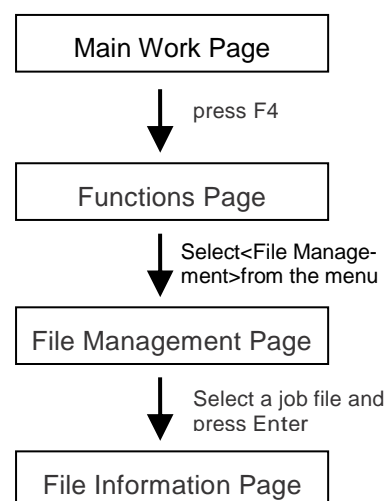 Main Work Page
press F4
Functions Page
Select<File Manage-
ment>from the menu
File Management Page
Select a job file and
press Enter
File Information Page